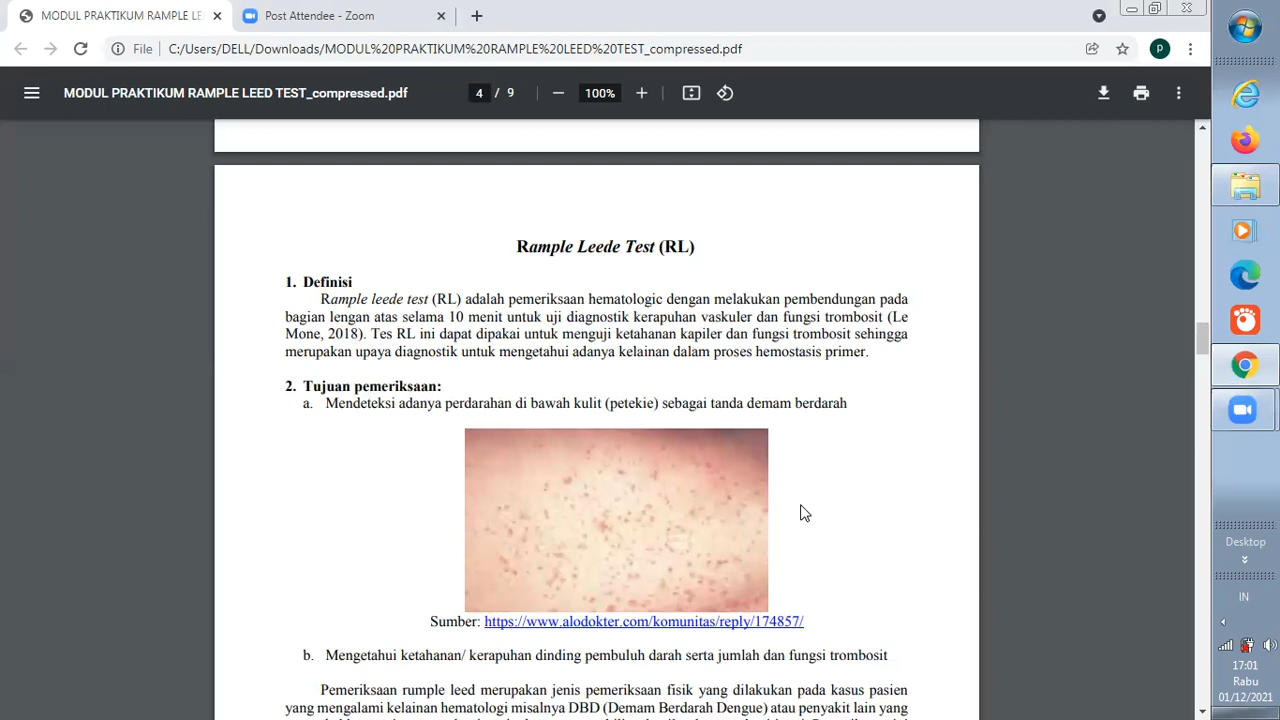 MODUL PRAKTIKUM RAMPLE LE
Post Attendee - Zoom
File
C:/Users/DELL/Downloads/MODUL%20PRAKTIKUM%20RAMPLE%20LEED%20TEST_compressed.pdf
P
MODUL PRAKTIKUM RAMPLE LEED TEST_compressed.pdf
4 / 9
100%
Rample Leede Test (RL)
1. Definisi
Rample leede test (RL) adalah pemeriksaan hematologic dengan melakukan pembendungan pada
bagian lengan atas selama 10 menit untuk uji diagnostik kerapuhan vaskuler dan fungsi trombosit (Le
Mone, 2018). Tes RL ini dapat dipakai untuk menguji ketahanan kapiler dan fungsi trombosit sehingga
merupakan upaya diagnostik untuk mengetahui adanya kelainan dalam proses hemostasis primer.
2. Tujuan pemeriksaan:
a. Mendeteksi adanya perdarahan di bawah kulit (petekie) sebagai tanda demam berdarah
Sumber: https://www.alodokter.com/komunitas/reply/174857/
b. Mengetahui ketahanan/ kerapuhan dinding pembuluh darah serta jumlah dan fungsi trombosit
Pemeriksaan rumple leed merupakan jenis pemeriksaan fisik yang dilakukan pada kasus pasien
yang mengalami kelainan hematologi misalnya DBD (Demam Berdarah Dengue) atau penyakit lain yang
Desktop
IN
17:01
Rabu
01/12/2021